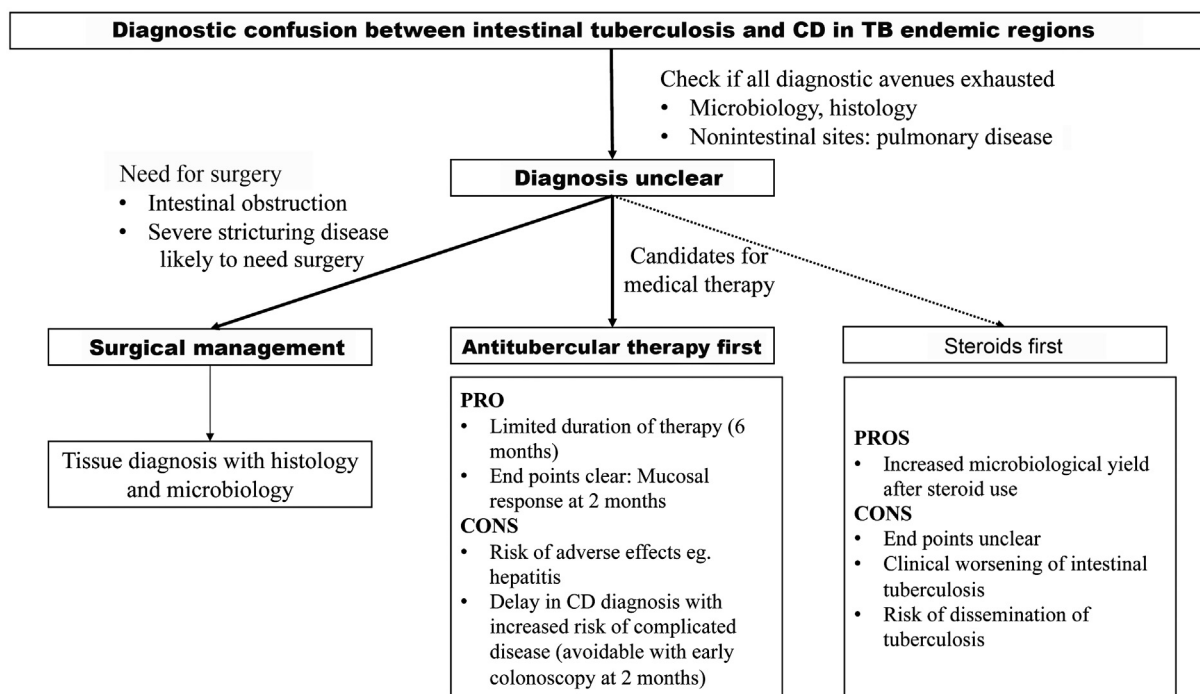 Diagnostic confusion between intestinal tuberculosis and CD in TB endemic regions
Check if all diagnostic avenues exhausted
• Microbiology, histology
• Nonintestinal sites: pulmonary disease
Need for surgery
• Intestinal obstruction
• Severe stricturing disease
likely to need surgery
Diagnosis unclear
Candidates for
medical therapy
Surgical management
Tissue diagnosis with histology
and microbiology
Antitubercular therapy first
PRO
• Limited duration of therapy (6
months)
• End points clear: Mucosal
response at 2 months
CONS
• Risk of adverse effects eg.
hepatitis
• Delay in CD diagnosis with
increased risk of complicated
disease (avoidable with early
colonoscopy at 2 months)
Steroids first
PROS
• Increased microbiological yield
after steroid use
CONS
• End points unclear
• Clinical worsening of intestinal
tuberculosis
• Risk of dissemination of
tuberculosis